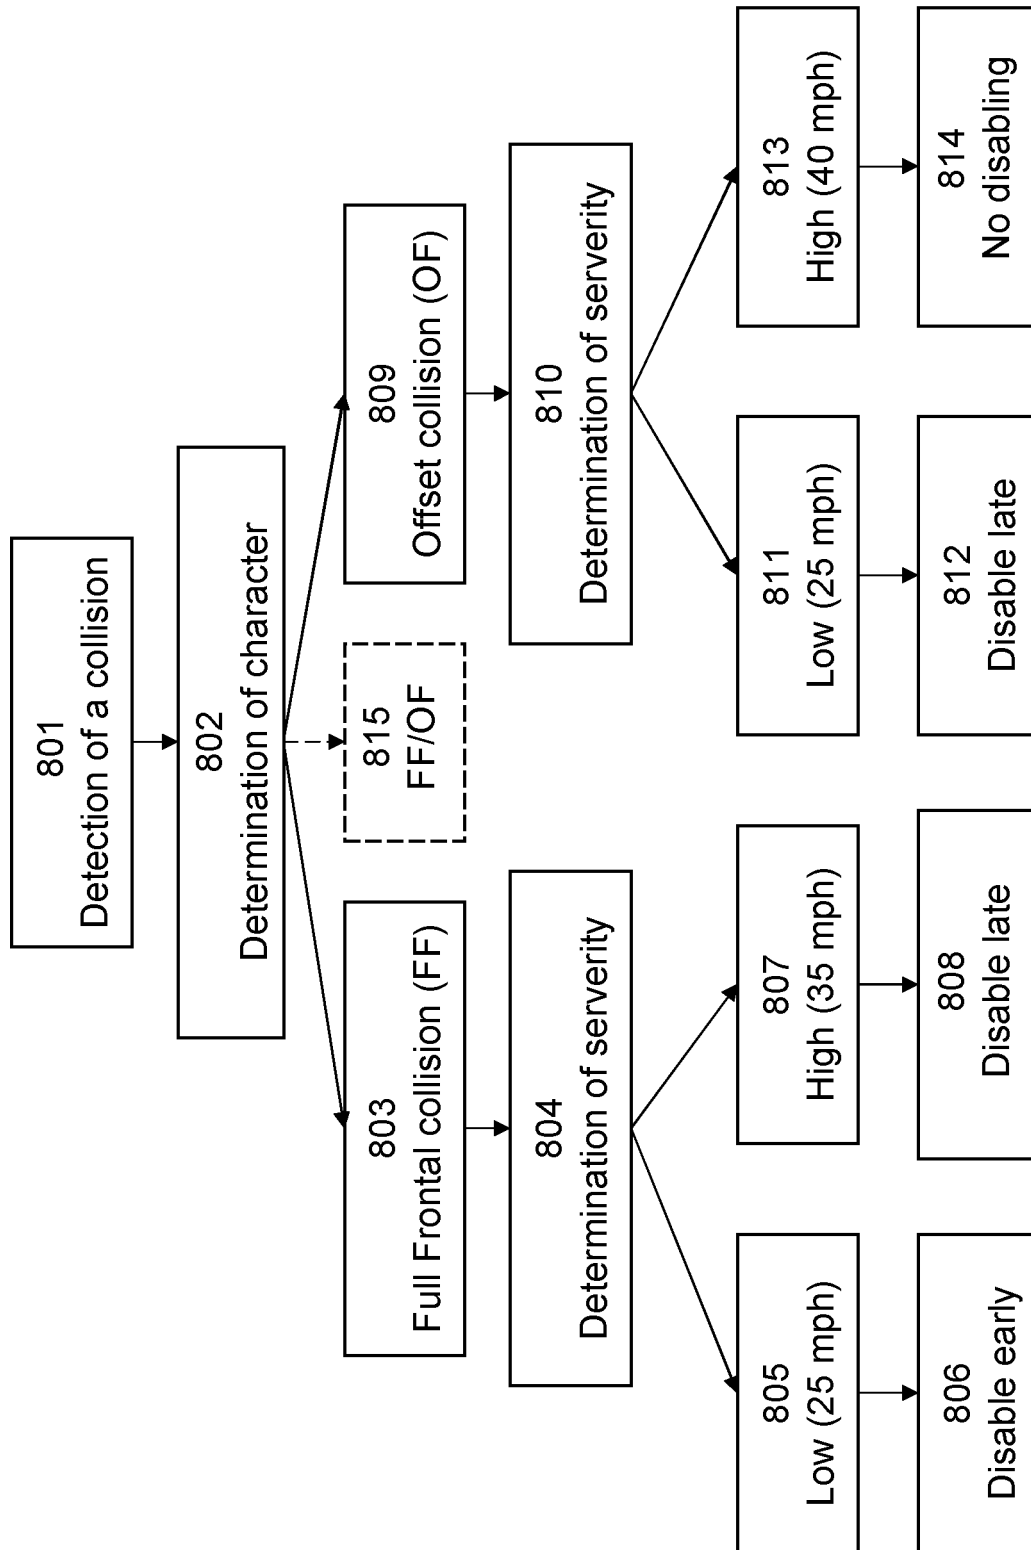 801
Detection of a collision
802
Determination of character
803
Full Frontal collision (FF)
815
FF/OF
809
Offset collision (OF)
804
Determination of serverity
810
Determination of serverity
805
Low (25 mph)
807
High (35 mph)
811
Low (25 mph)
813
High (40 mph)
806
Disable early
808
Disable late
812
Disable late
814
No disabling